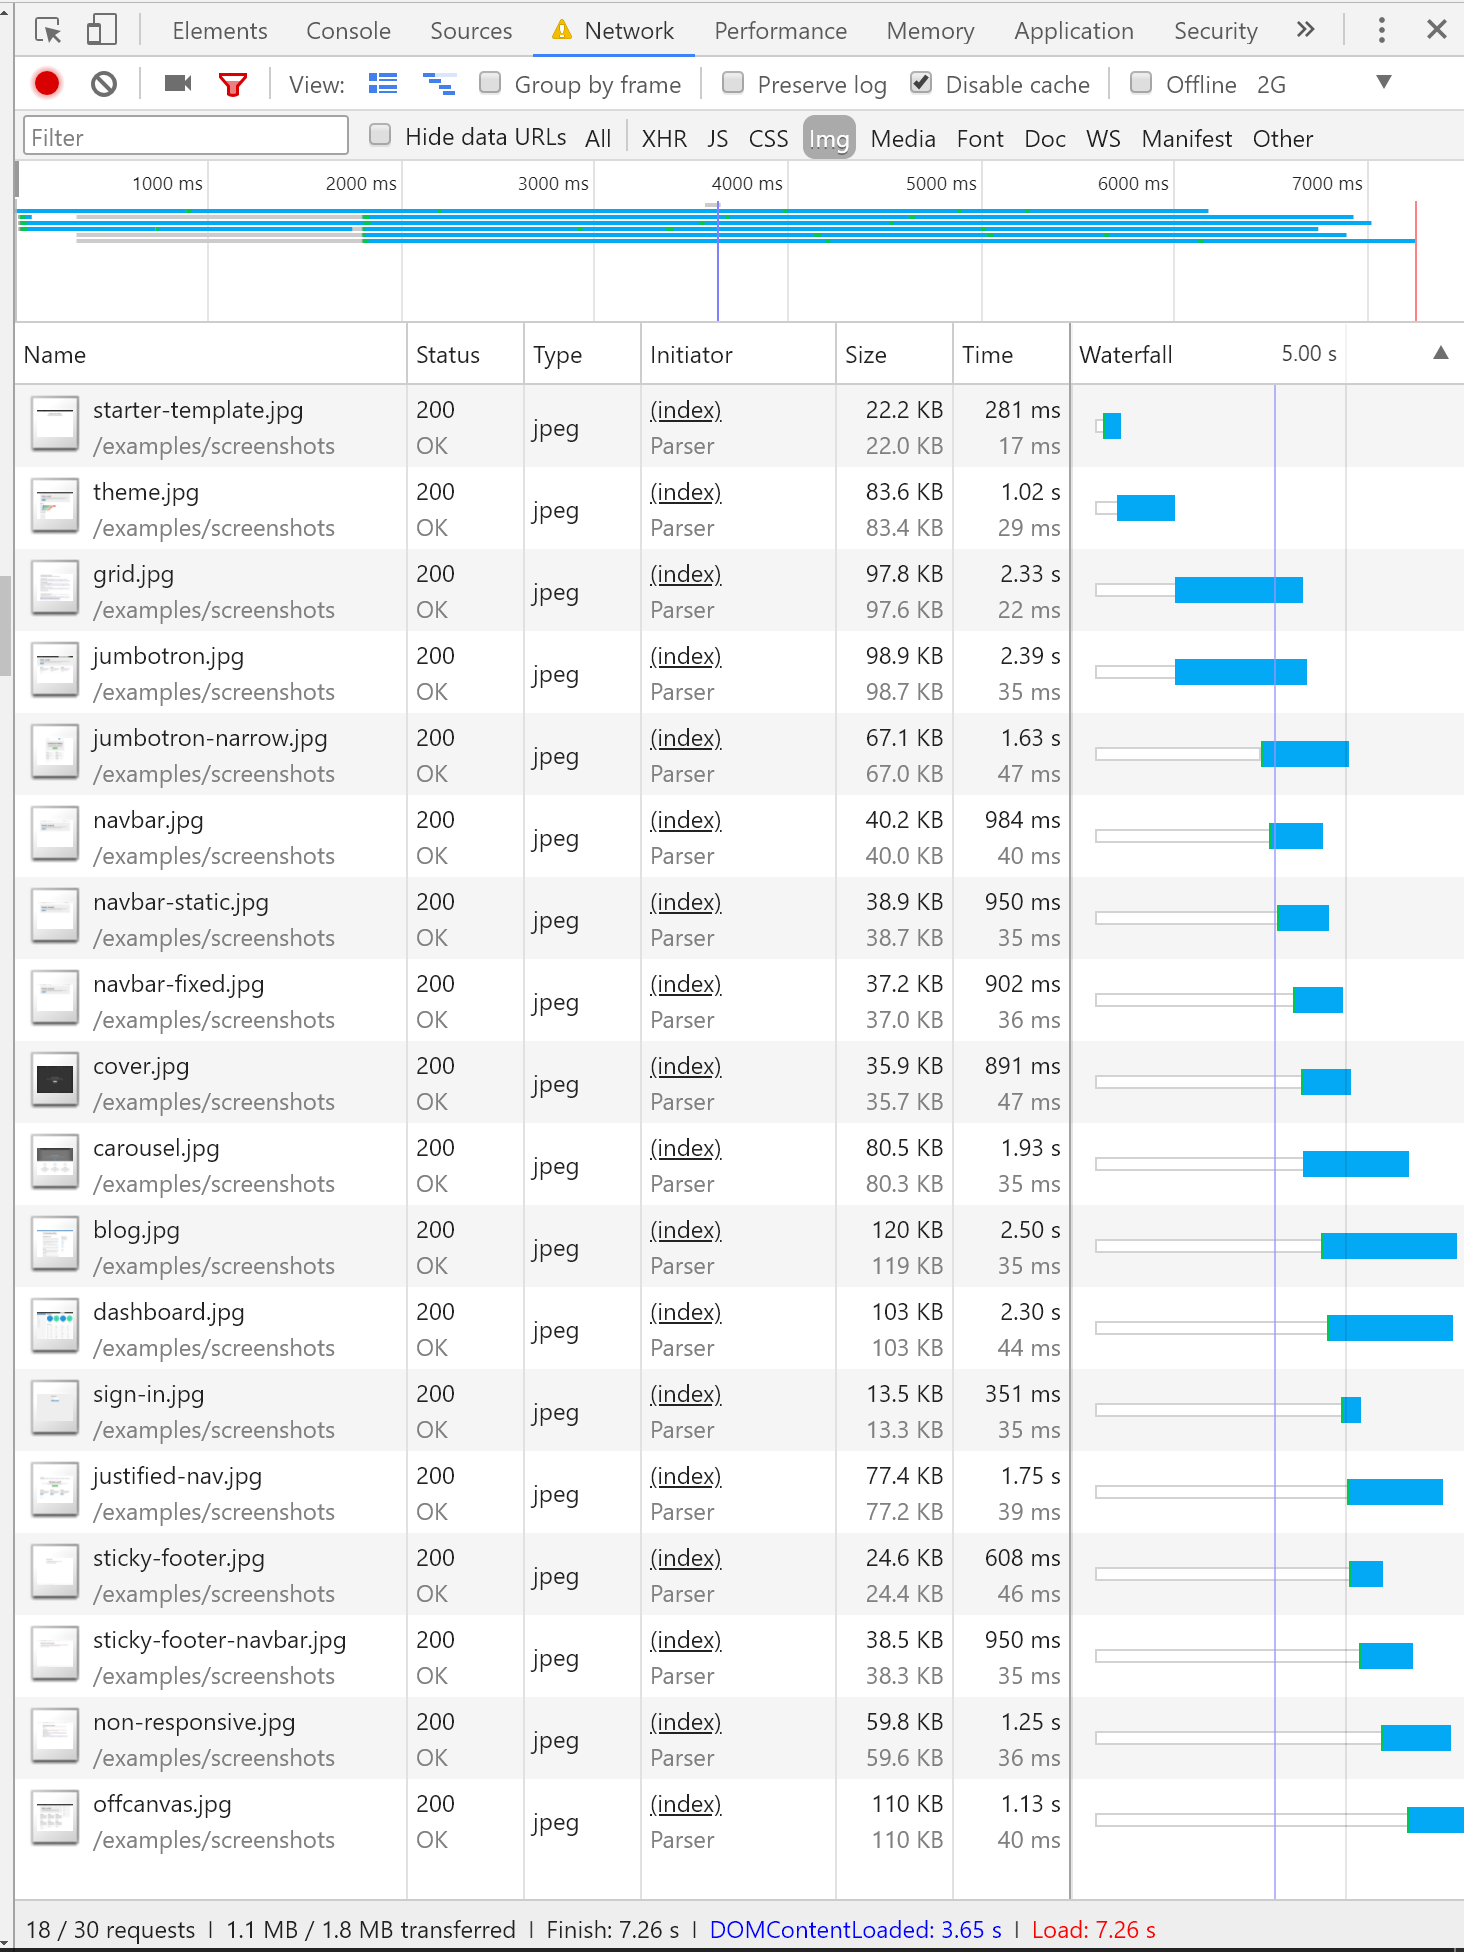 Elements Console Sources Network Performance Memory Application Security
View: Group by frame Preserve log Disable cache Offline 2G
Filter Hide data URLs All XHR JS CSS Img Media Font Doc WS Manifest Other
1000 ms 2000 ms 3000 ms 4000 ms 5000 ms 6000 ms 7000 ms
Name Status Type Initiator Size Time Waterfall 5.00 s
starter-template.jpg 200 jpeg (index) 22.2 KB 281 ms
/examples/screenshots OK Parser 22.0 KB 17 ms
theme.jpg 200 jpeg (index) 83.6 KB 1.02 s
/examples/screenshots OK Parser 83.4 KB 29 ms
grid.jpg 200 jpeg (index) 97.8 KB 2.33 s
/examples/screenshots OK Parser 97.6 KB 22 ms
jumbotron.jpg 200 jpeg (index) 98.9 KB 2.39 s
/examples/screenshots OK Parser 98.7 KB 35 ms
jumbotron-narrow.jpg 200 jpeg (index) 67.1 KB 1.63 s
/examples/screenshots OK Parser 67.0 KB 47 ms
navbar.jpg 200 jpeg (index) 40.2 KB 984 ms
/examples/screenshots OK Parser 40.0 KB 40 ms
navbar-static.jpg 200 jpeg (index) 38.9 KB 950 ms
/examples/screenshots OK Parser 38.7 KB 35 ms
navbar-fixed.jpg 200 jpeg (index) 37.2 KB 902 ms
/examples/screenshots OK Parser 37.0 KB 36 ms
cover.jpg 200 jpeg (index) 35.9 KB 891 ms
/examples/screenshots OK Parser 35.7 KB 47 ms
carousel.jpg 200 jpeg (index) 80.5 KB 1.93 s
/examples/screenshots OK Parser 80.3 KB 35 ms
blog.jpg 200 jpeg (index) 120 KB 2.50 s
/examples/screenshots OK Parser 119 KB 35 ms
dashboard.jpg 200 jpeg (index) 103 KB 2.30 s
/examples/screenshots OK Parser 103 KB 44 ms
sign-in.jpg 200 jpeg (index) 13.5 KB 351 ms
/examples/screenshots OK Parser 13.3 KB 35 ms
justified-nav.jpg 200 jpeg (index) 77.4 KB 1.75 s
/examples/screenshots OK Parser 77.2 KB 39 ms
sticky-footer.jpg 200 jpeg (index) 24.6 KB 608 ms
/examples/screenshots OK Parser 24.4 KB 46 ms
sticky-footer-navbar.jpg 200 jpeg (index) 38.5 KB 950 ms
/examples/screenshots OK Parser 38.3 KB 35 ms
non-responsive.jpg 200 jpeg (index) 59.8 KB 1.25 s
/examples/screenshots OK Parser 59.6 KB 36 ms
offcanvas.jpg 200 jpeg (index) 110 KB 1.13 s
/examples/screenshots OK Parser 110 KB 40 ms
18 / 30 requests | 1.1 MB / 1.8 MB transferred | Finish: 7.26 s | DOMContentLoaded: 3.65 s | Load: 7.26 s